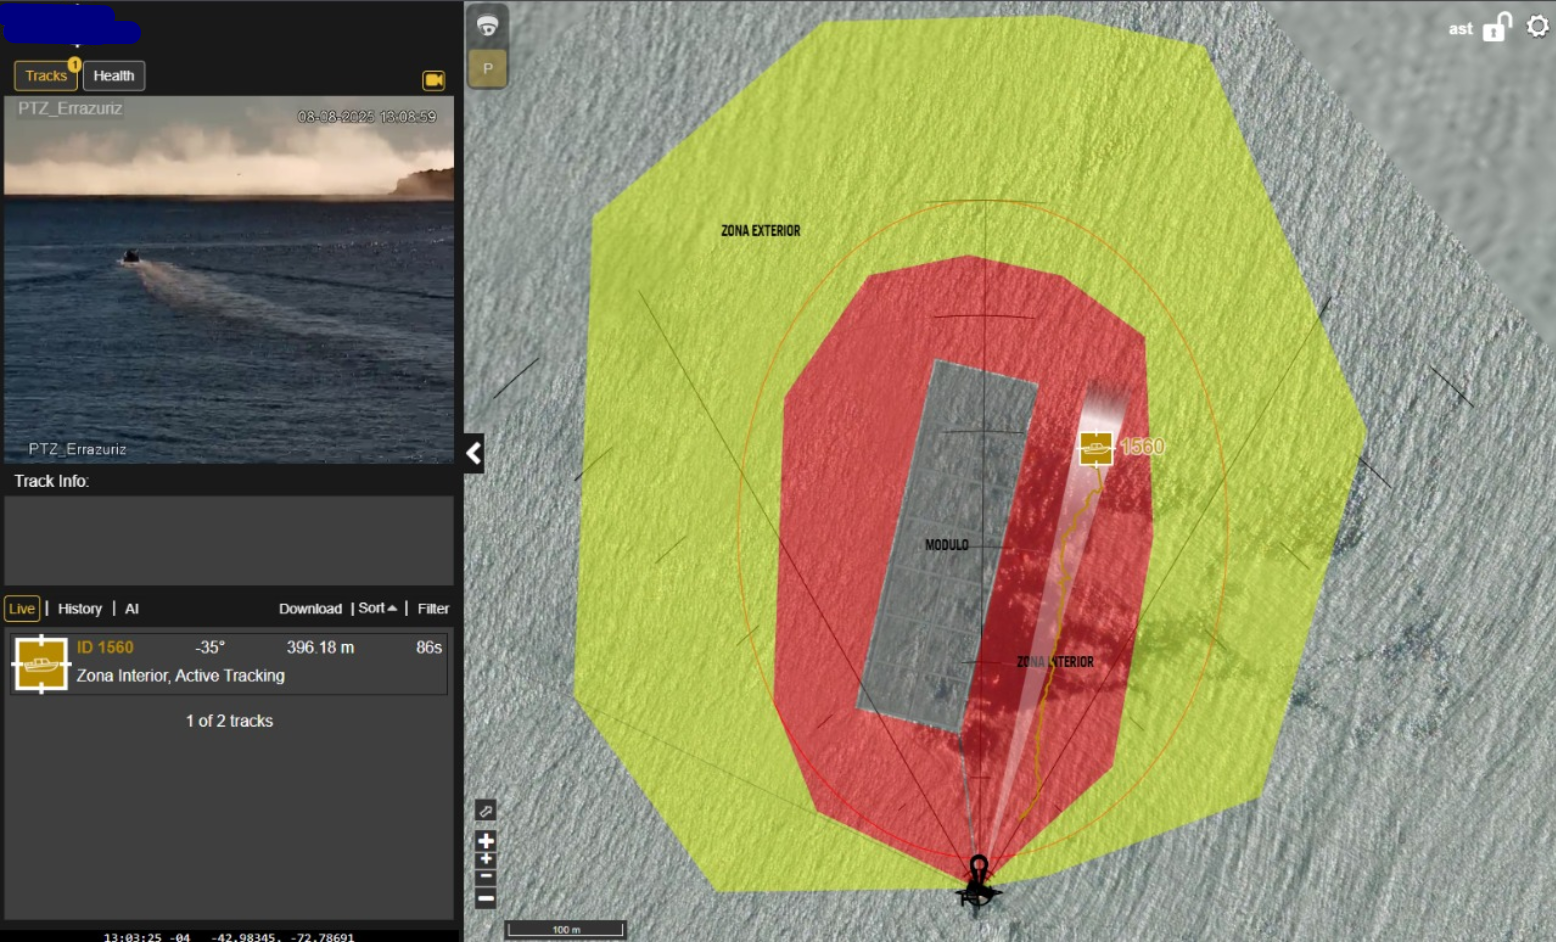 Tracks 1 Health
PTZ_Errazuriz
08-08-2025 13:08:59
PTZ_Errazuriz
Track Info:
Live | History | AI Download | Sort | Filter
ID 1560 -35° 396.18 m 86s
Zona Interior, Active Tracking
1 of 2 tracks
13:03:25 -04 -42.98345, -72.78691
P
ast
ZONA EXTERIOR
1560
MODULO
ZONA INTERIOR
100 m